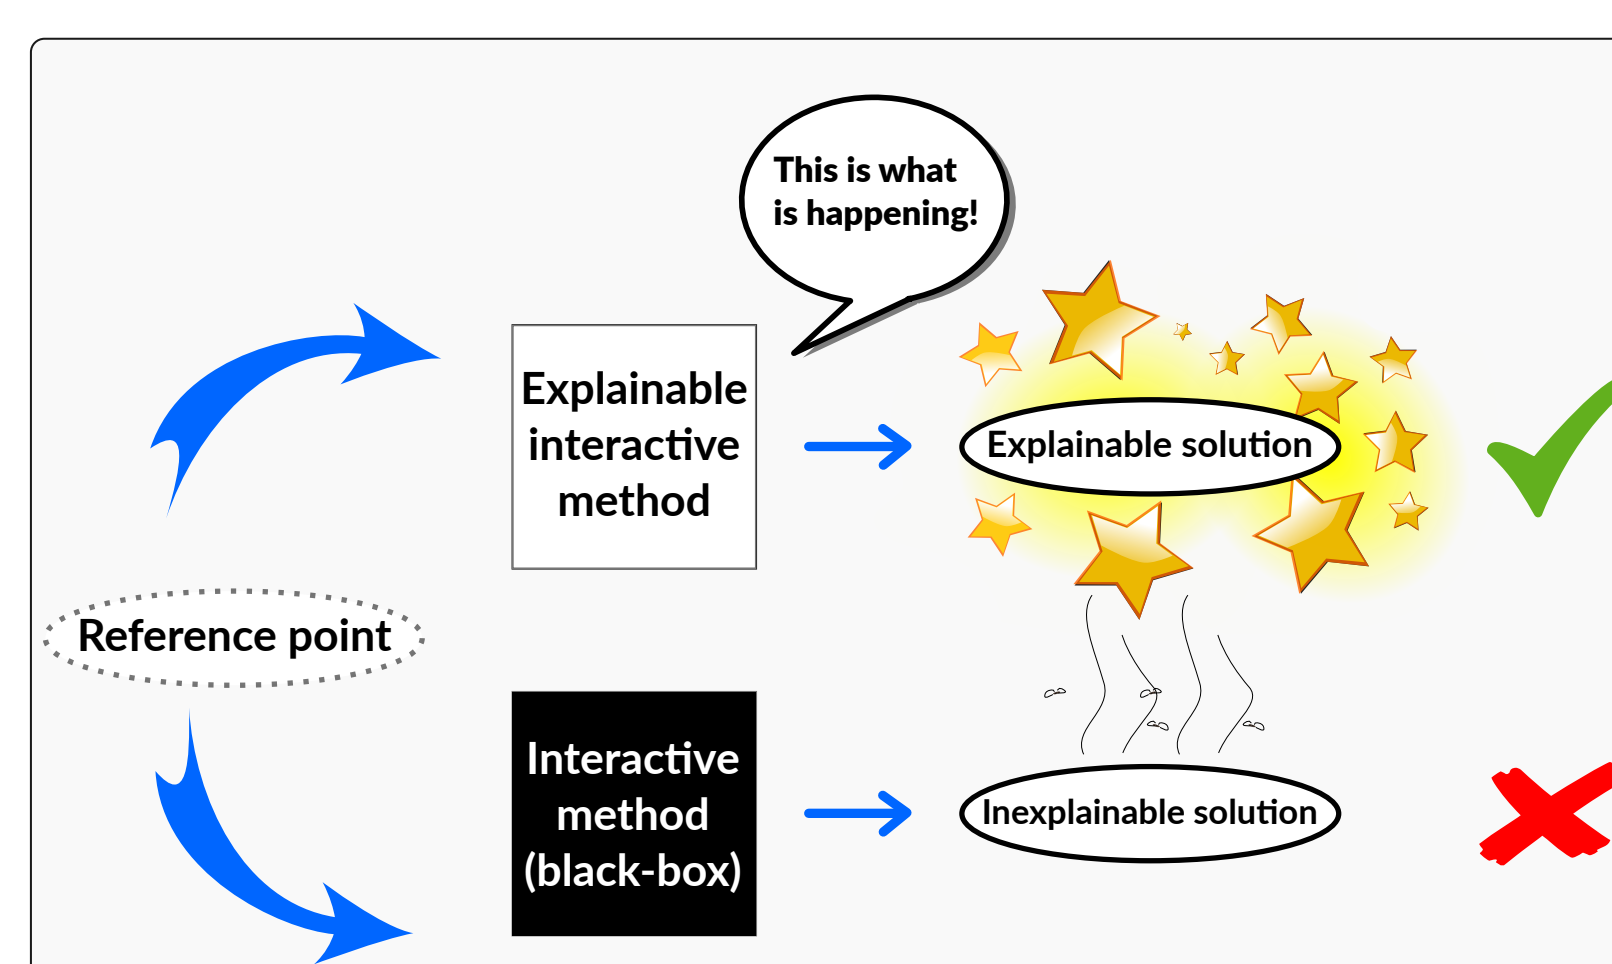 This is what
is happening!
Explainable
interactive
method
Explainable solution
Reference point
Interactive
method
(black-box)
Inexplainable solution